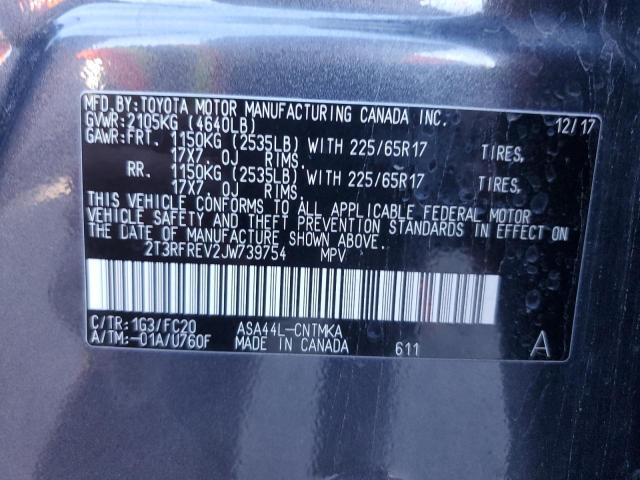 MFD.BY:TOYOTA MOTOR MANUFACTURING CANADA INC.
GVWR:2105KG (4640LB) 12/17
GAWR:FRT. 1150KG (2535LB) WITH 225/65R17 TIRES,
17X7.0J RIMS.
RR. 1150KG (2535LB) WITH 225/65R17 TIRES,
17X7.0J RIMS.
THIS VEHICLE CONFORMS TO ALL APPLICABLE FEDERAL MOTOR
VEHICLE SAFETY AND THEFT PREVENTION STANDARDS IN EFFECT ON
THE DATE OF MANUFACTURE SHOWN ABOVE.
2T3RFREV2JW739754 MPV
C/TR:1G3/FC20 ASA44L-CNTMKA
A/TM:-01A/U760F MADE IN CANADA 611 A